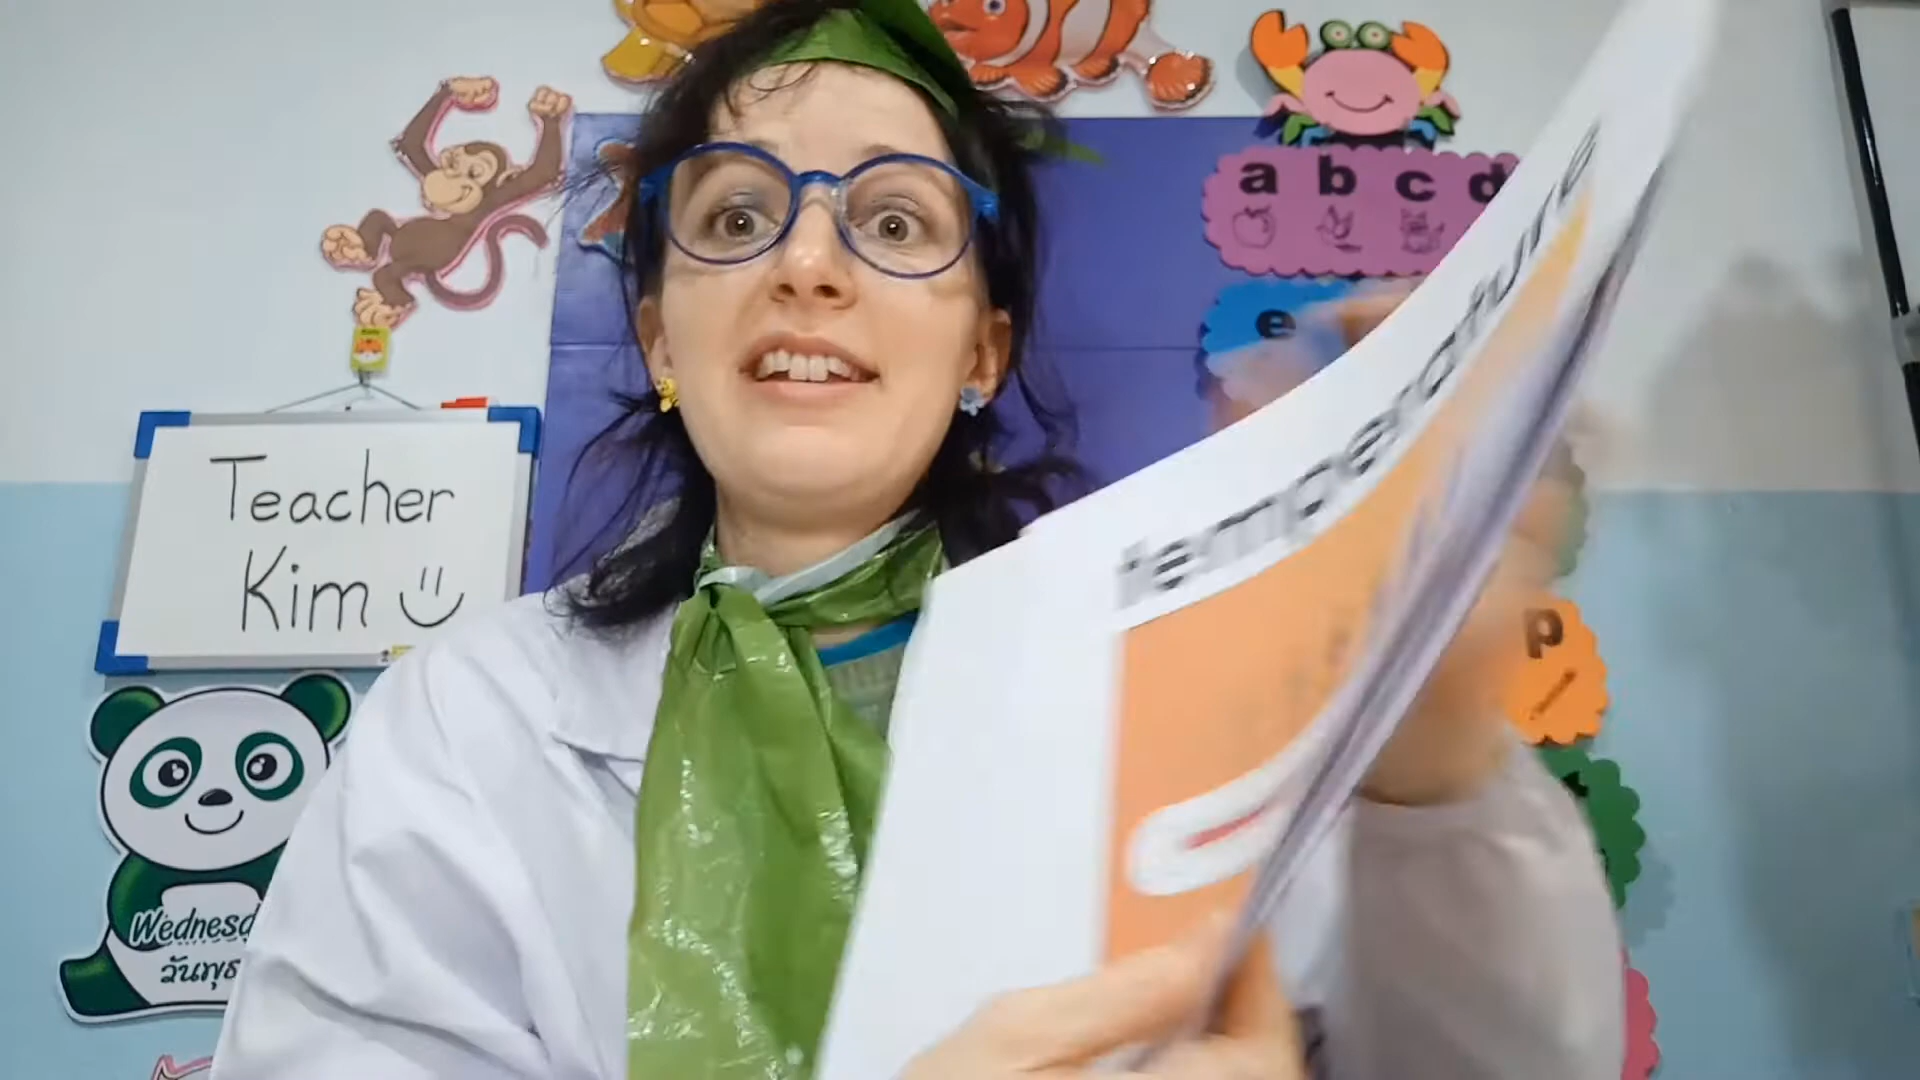 a b c d
e
temperature
Teacher
Kim
p
Wednesd
วันพุธ